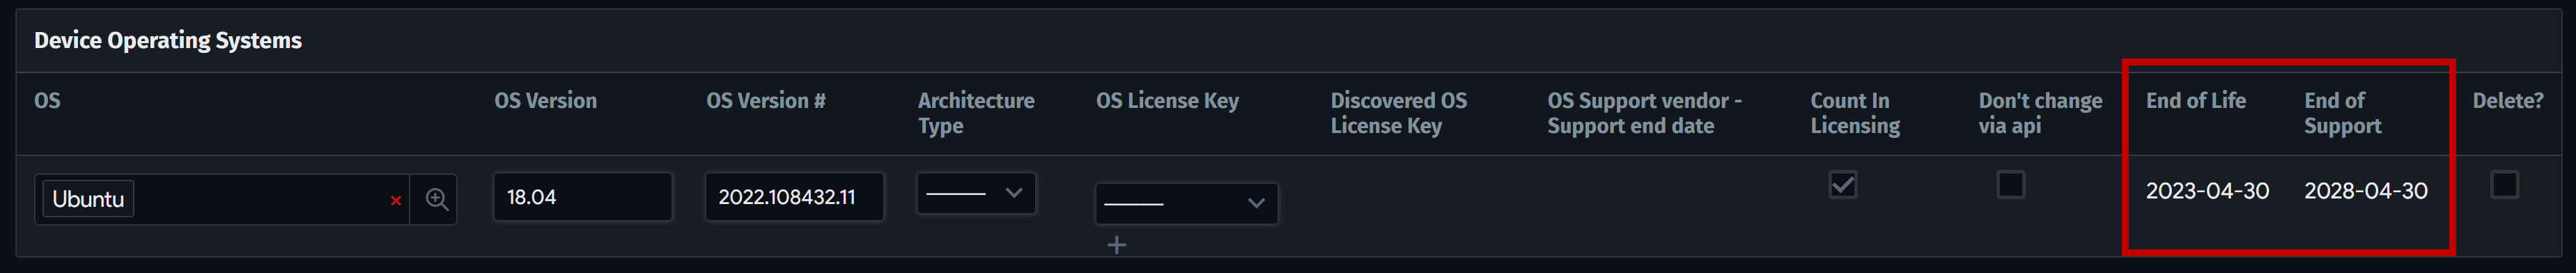 Device Operating Systems
OS OS Version OS Version # Architecture Type OS License Key Discovered OS License Key OS Support vendor - Support end date Count In Licensing Don't change via api End of Life End of Support Delete?
Ubuntu × 18.04 2022.108432.11 2023-04-30 2028-04-30
+